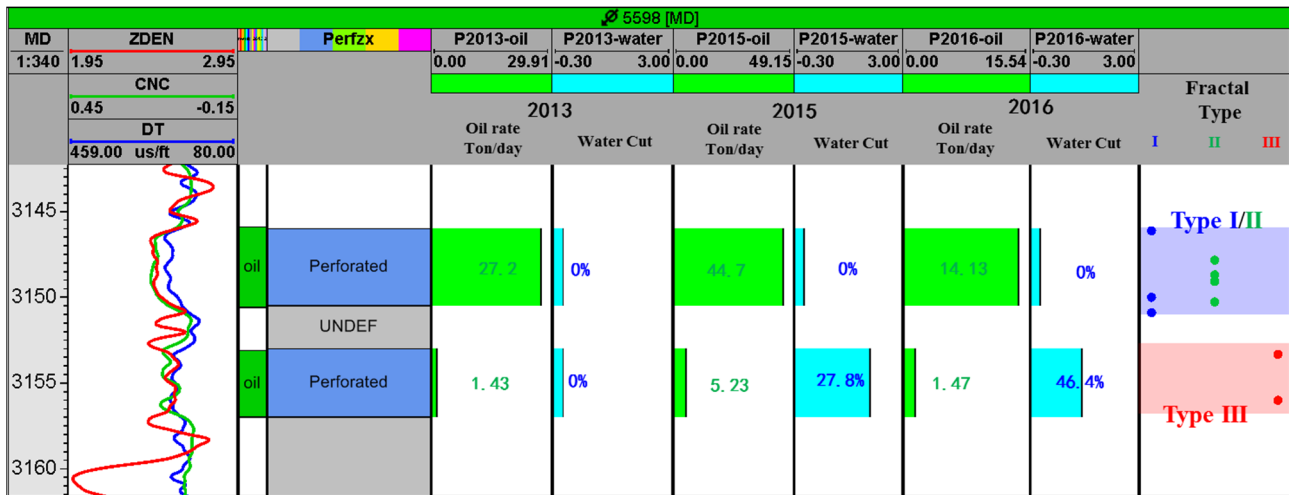 5598 [MD]
MD ZDEN Perfzx P2013-oil P2013-water P2015-oil P2015-water P2016-oil P2016-water
1:340 1.95 2.95 0.00 29.91 -0.30 3.00 0.00 49.15 -0.30 3.00 0.00 15.54 -0.30 3.00
CNC
0.45 -0.15
2013 2015 2016
Fractal
Type
DT
459.00 us/ft 80.00
Oil rate
Ton/day
Water Cut
Oil rate
Ton/day
Water Cut
Oil rate
Ton/day
Water Cut
I II III
3145
Type I/II
oil Perforated 27.2 0% 44.7 0% 14.13 0%
3150
UNDEF
3155
oil Perforated 1.43 0% 5.23 27.8% 1.47 46.4%
Type III
3160